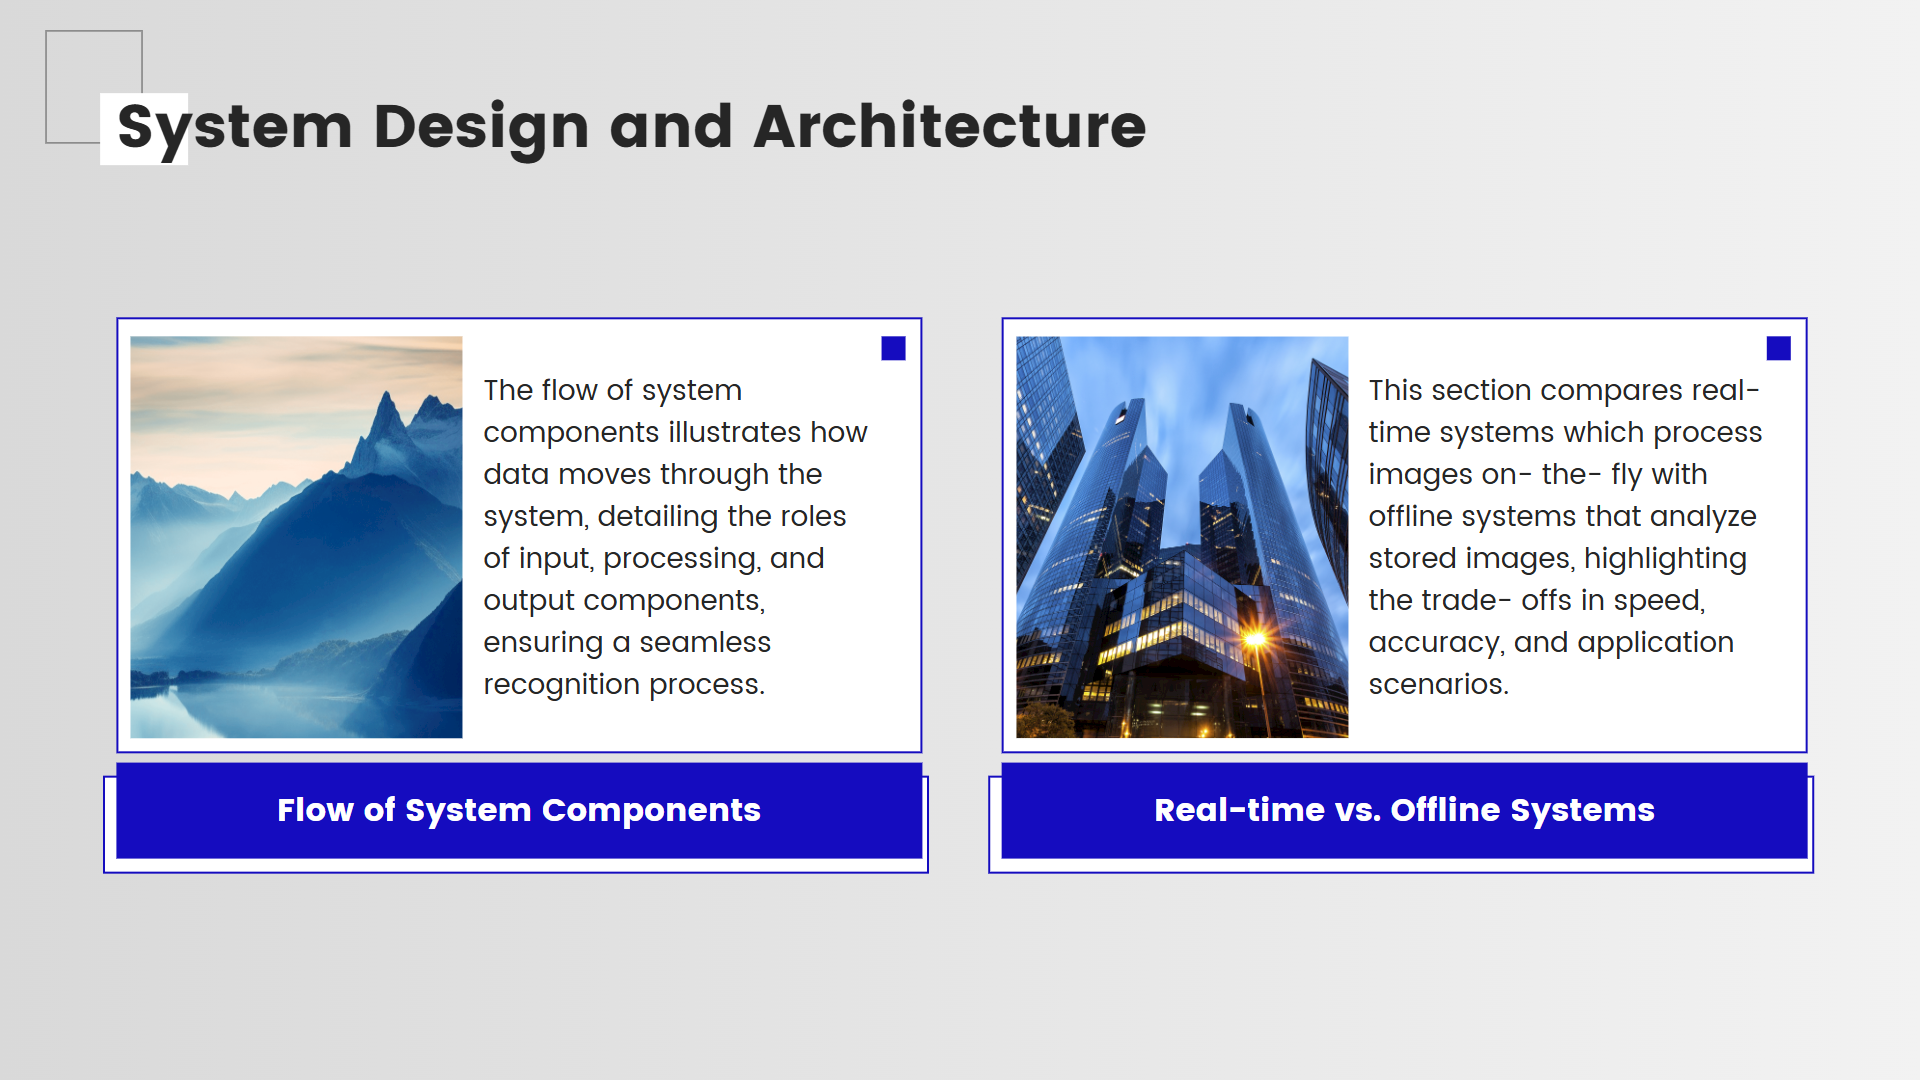 System Design and Architecture
The flow of system
components illustrates how
data moves through the
system, detailing the roles
of input, processing, and
output components,
ensuring a seamless
recognition process.
Flow of System Components
This section compares real-
time systems which process
images on- the- fly with
offline systems that analyze
stored images, highlighting
the trade- offs in speed,
accuracy, and application
scenarios.
Real-time vs. Offline Systems